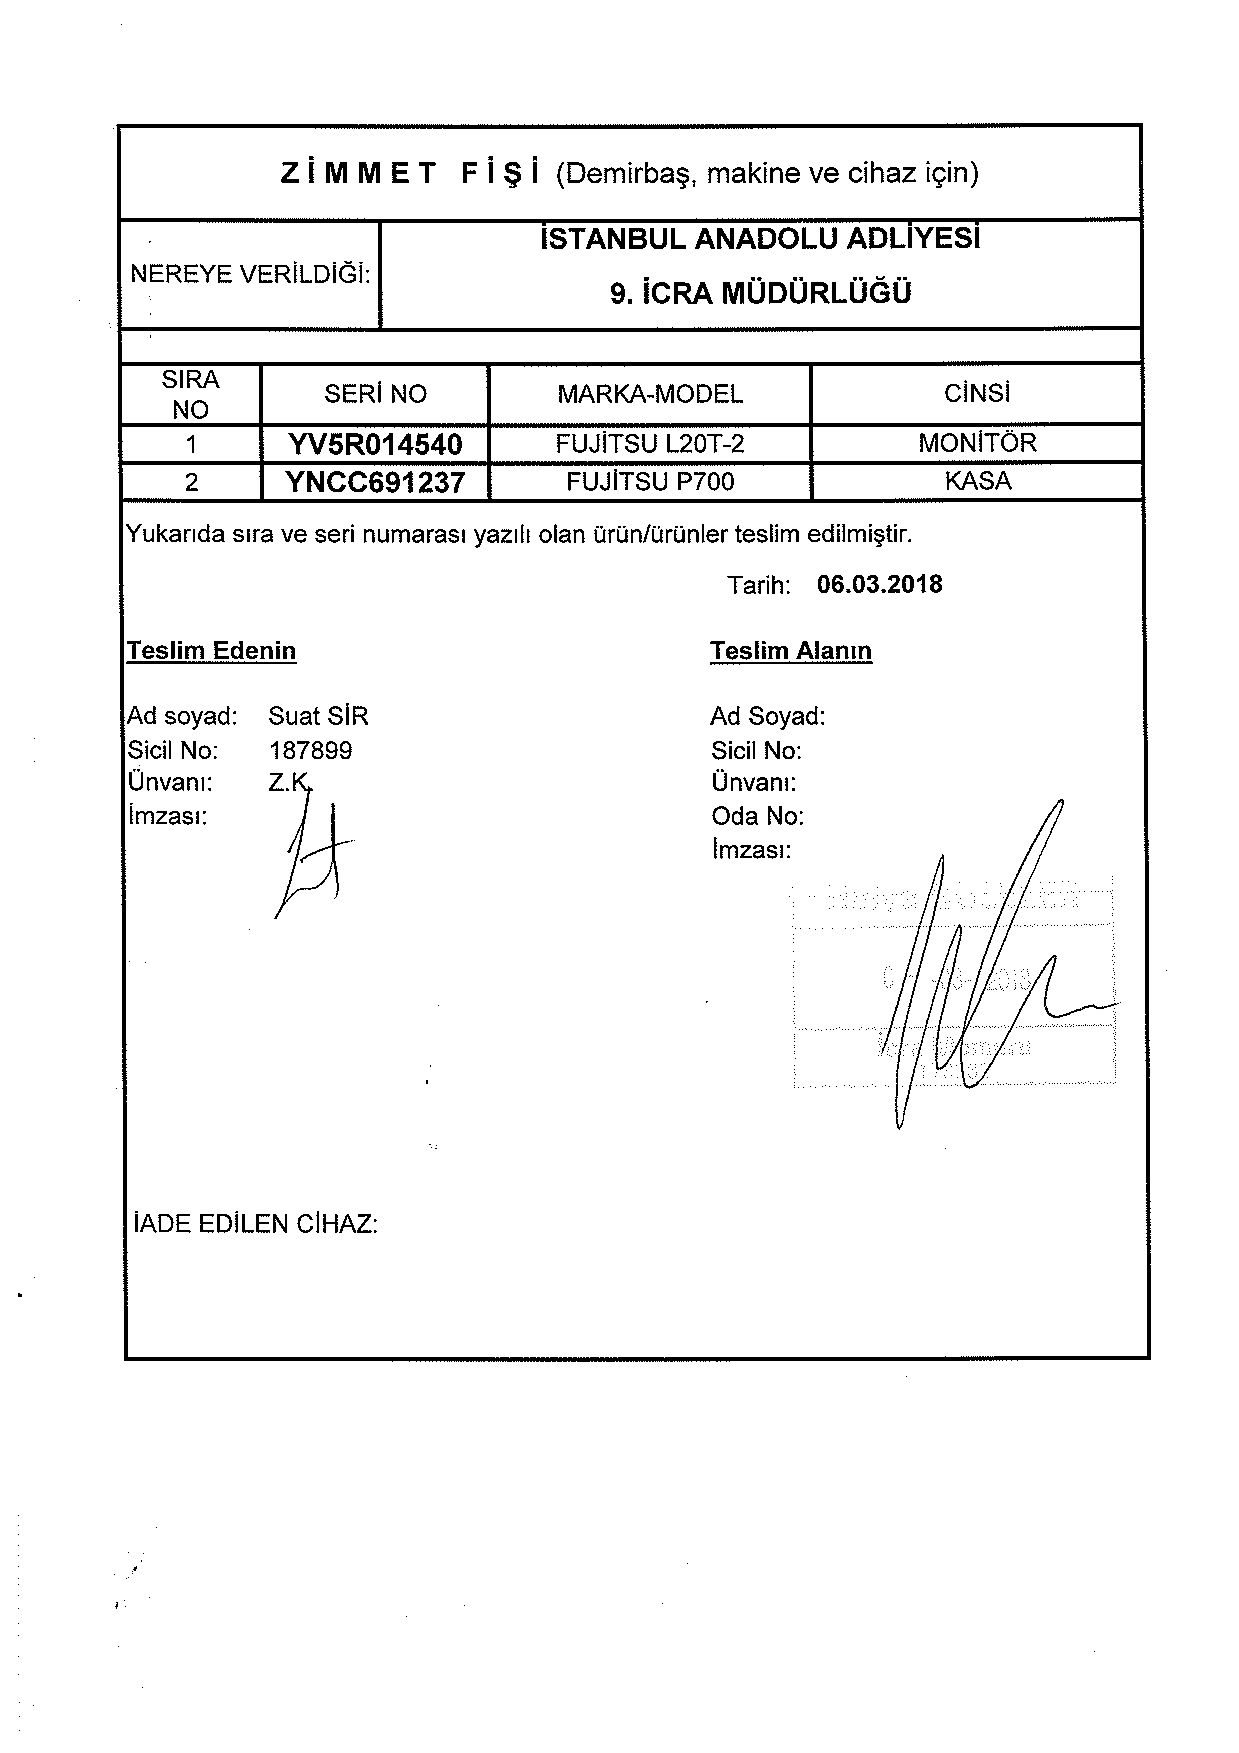 ZİMMET FİŞİ (Demirbaş, makine ve cihaz için)
NEREYE VERİLDİĞİ:
İSTANBUL ANADOLU ADLİYESİ
9. İCRA MÜDÜRLÜĞÜ
SIRA NO SERİ NO MARKA-MODEL CİNSİ
1 YV5R014540 FUJİTSU L20T-2 MONİTÖR
2 YNCC691237 FUJİTSU P700 KASA
Yukarıda sıra ve seri numarası yazılı olan ürün/ürünler teslim edilmiştir.
Tarih: 06.03.2018
Teslim Edenin
Teslim Alanın
Ad soyad: Suat SİR
Ad Soyad:
Sicil No: 187899
Sicil No:
Ünvanı: Z.K.
Ünvanı:
İmzası:
Oda No:
İmzası:
2018
İADE EDİLEN CİHAZ: